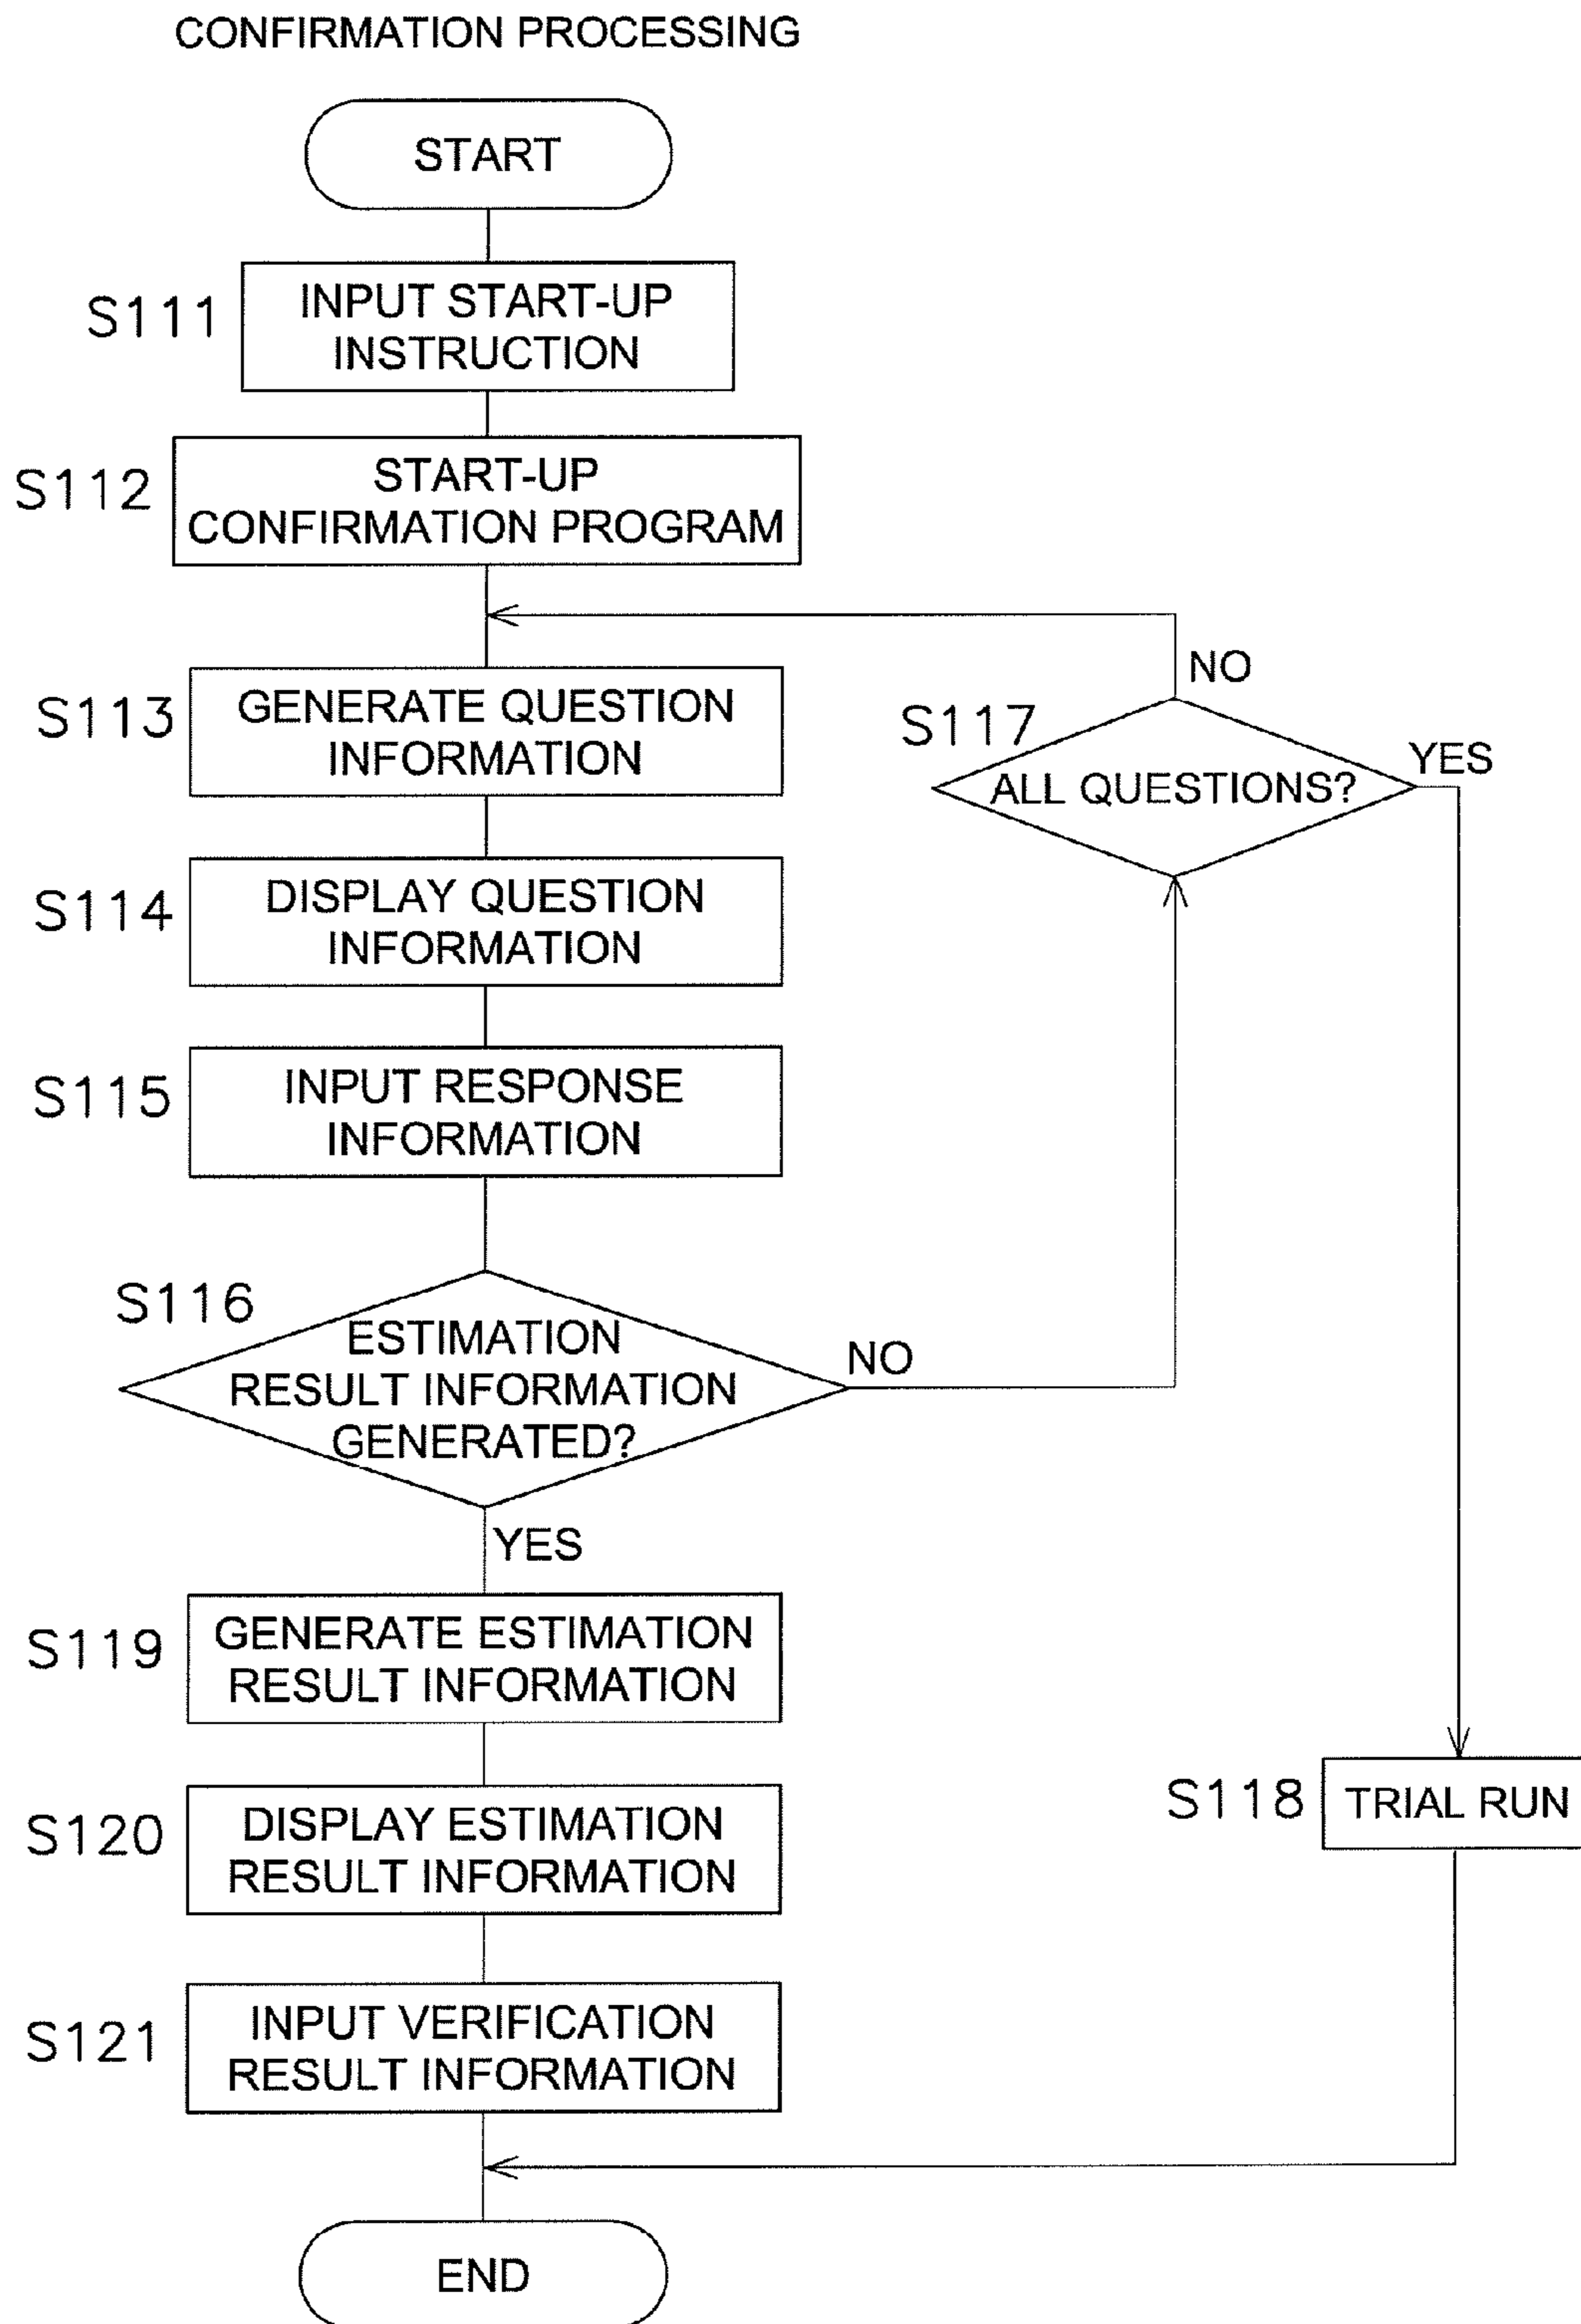 CONFIRMATION PROCESSING
START
S111
INPUT START-UP
INSTRUCTION
S112
START-UP
CONFIRMATION PROGRAM
S113
GENERATE QUESTION
INFORMATION
S114
DISPLAY QUESTION
INFORMATION
S115
INPUT RESPONSE
INFORMATION
S116
ESTIMATION
RESULT INFORMATION
GENERATED?
NO
YES
S117
ALL QUESTIONS?
NO
YES
S118
TRIAL RUN
S119
GENERATE ESTIMATION
RESULT INFORMATION
S120
DISPLAY ESTIMATION
RESULT INFORMATION
S121
INPUT VERIFICATION
RESULT INFORMATION
END